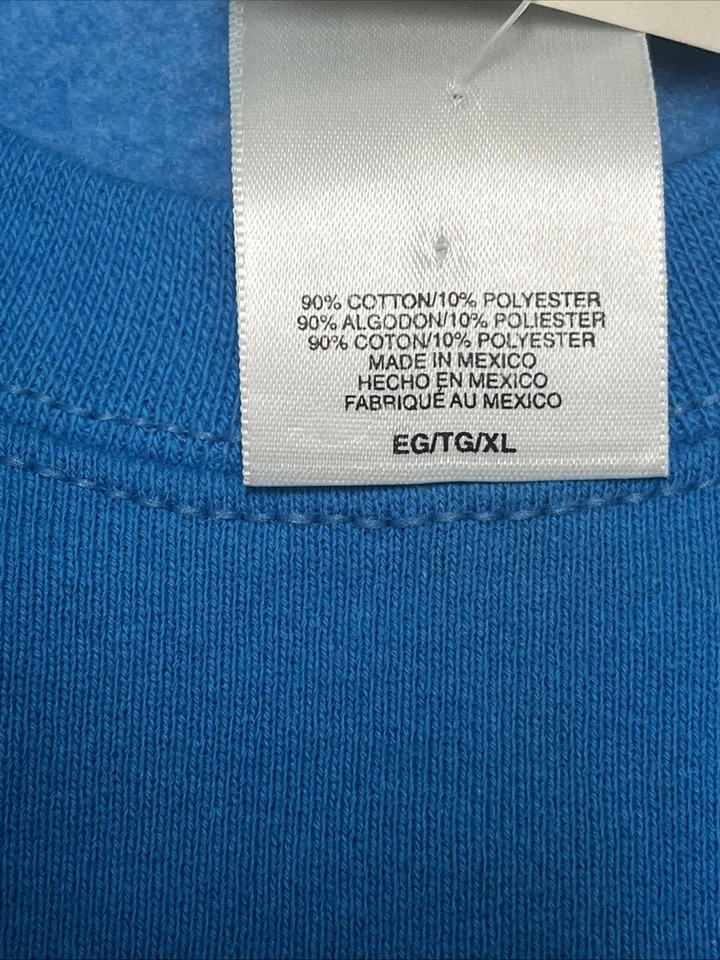 90% COTTON/10% POLYESTER
90% ALGODON/10% POLIESTER
90% COTON/10% POLYESTER
MADE IN MEXICO
HECHO EN MEXICO
FABRIQUÉ AU MEXICO
EG/TG/XL